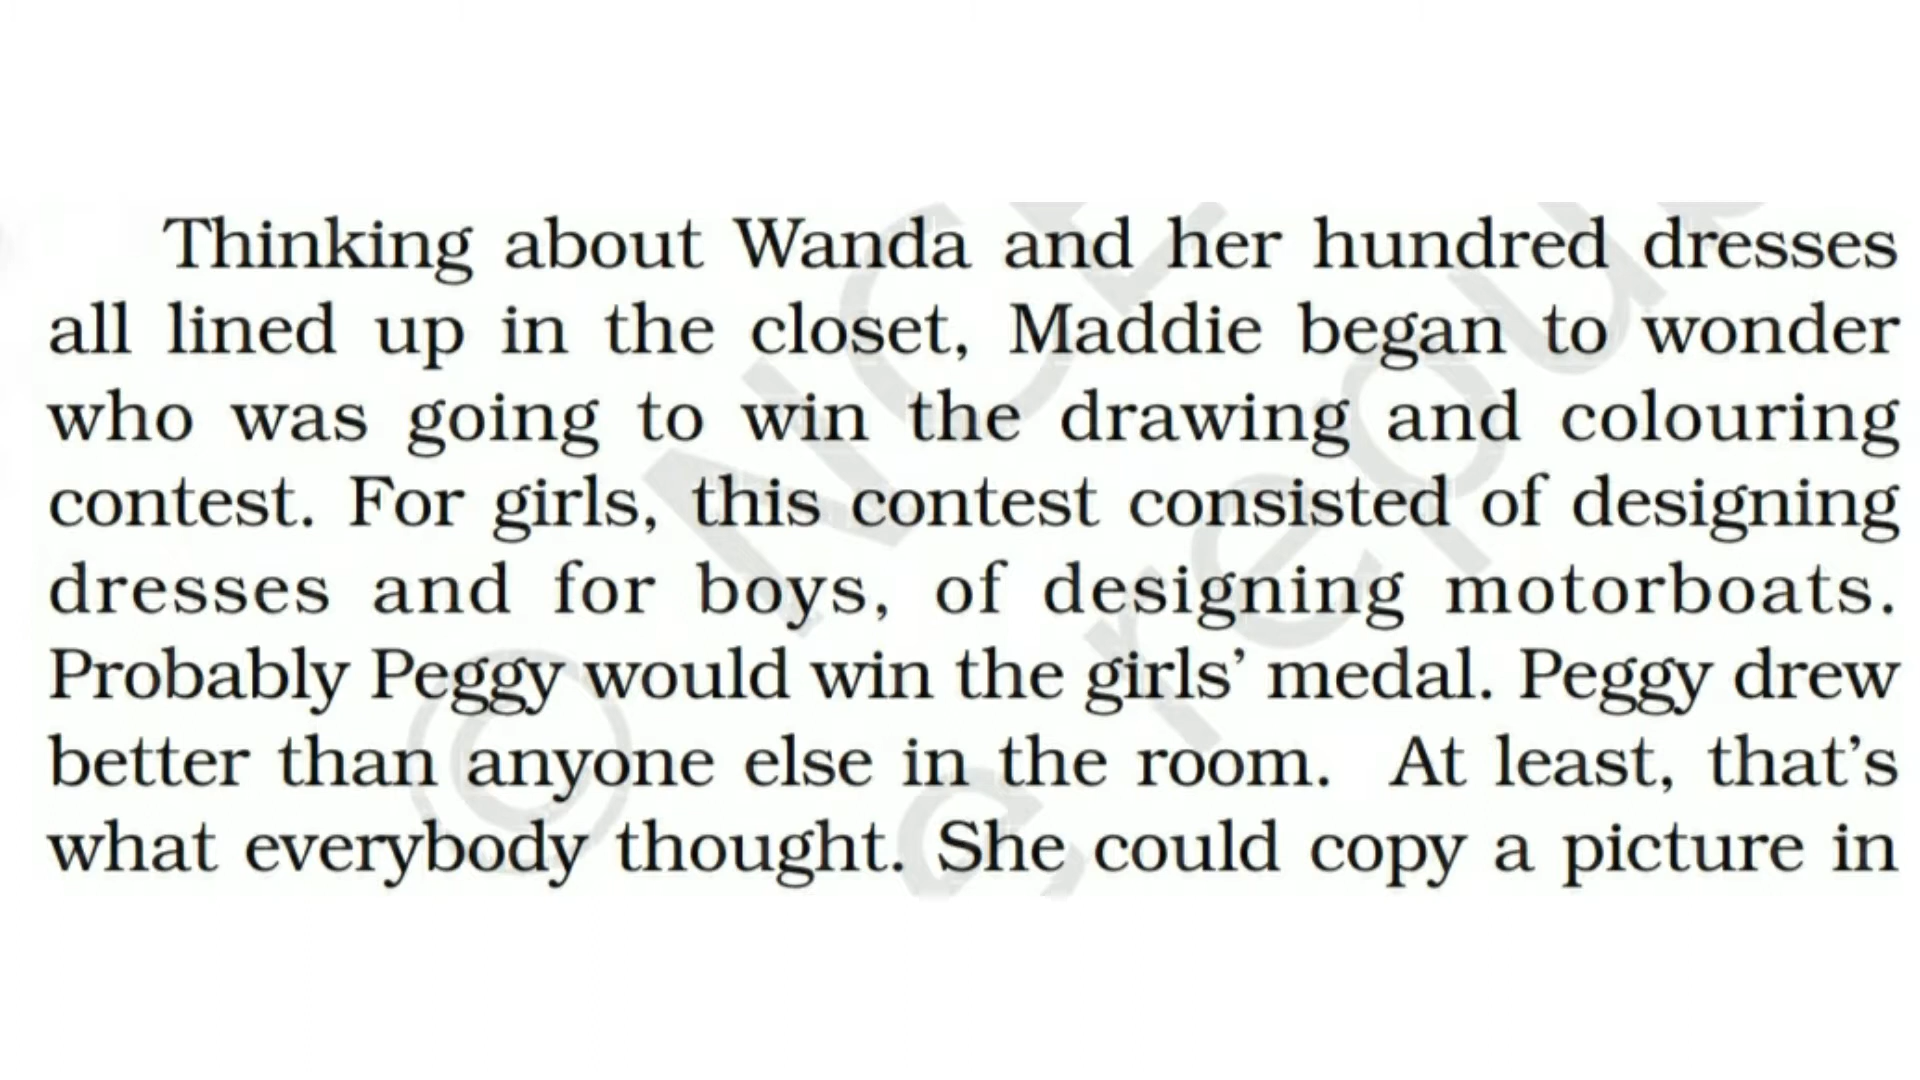 Thinking about Wanda and her hundred dresses
all lined up in the closet, Maddie began to wonder
who was going to win the drawing and colouring
contest. For girls, this contest consisted of designing
dresses and for boys, of designing motorboats.
Probably Peggy would win the girls’ medal. Peggy drew
better than anyone else in the room. At least, that’s
what everybody thought. She could copy a picture in